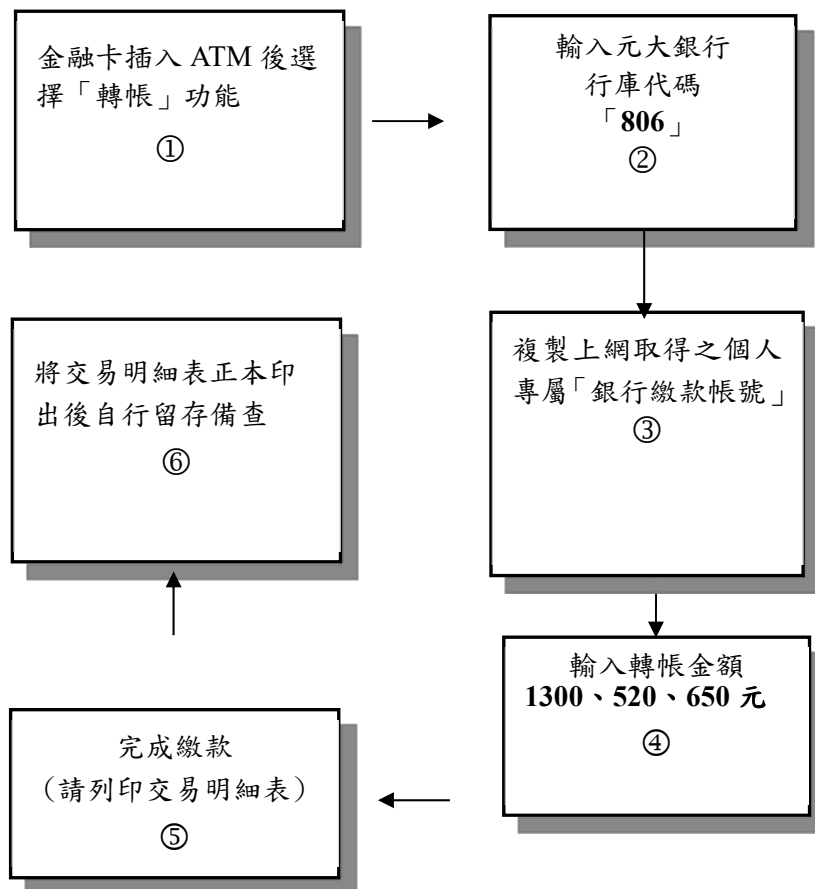 金融卡插入 ATM 後選
擇「轉帳」功能
①
輸入元大銀行
行庫代碼
「806」
②
複製上網取得之個人
專屬「銀行繳款帳號」
③
輸入轉帳金額
1300、520、650 元
④
完成繳款
（請列印交易明細表）
⑤
將交易明細表正本印
出後自行留存備查
⑥